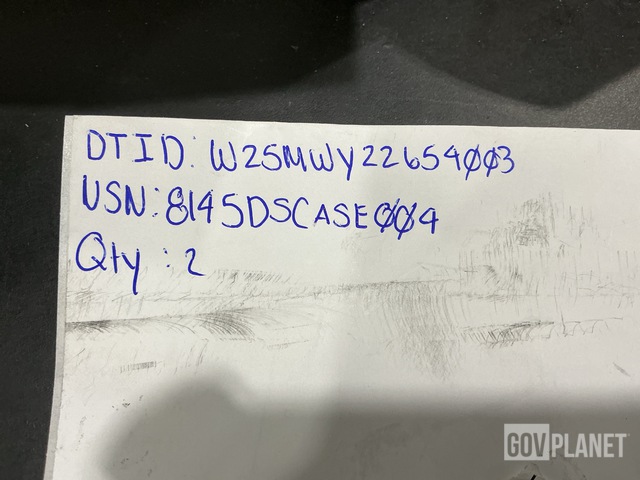 DTID: W25MWY22654003
USN: 8145DSCASE004
Qty: 2
GOVPLANET